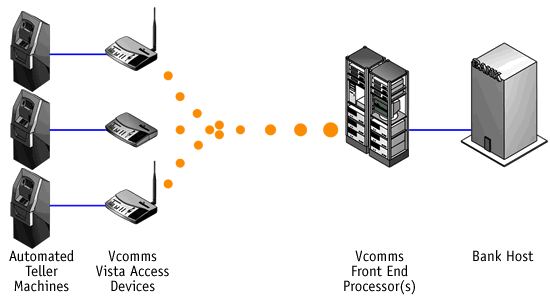 BANK
Automated
Teller
Machines
Vcomms
Vista Access
Devices
Vcomms
Front End
Processor(s)
Bank Host